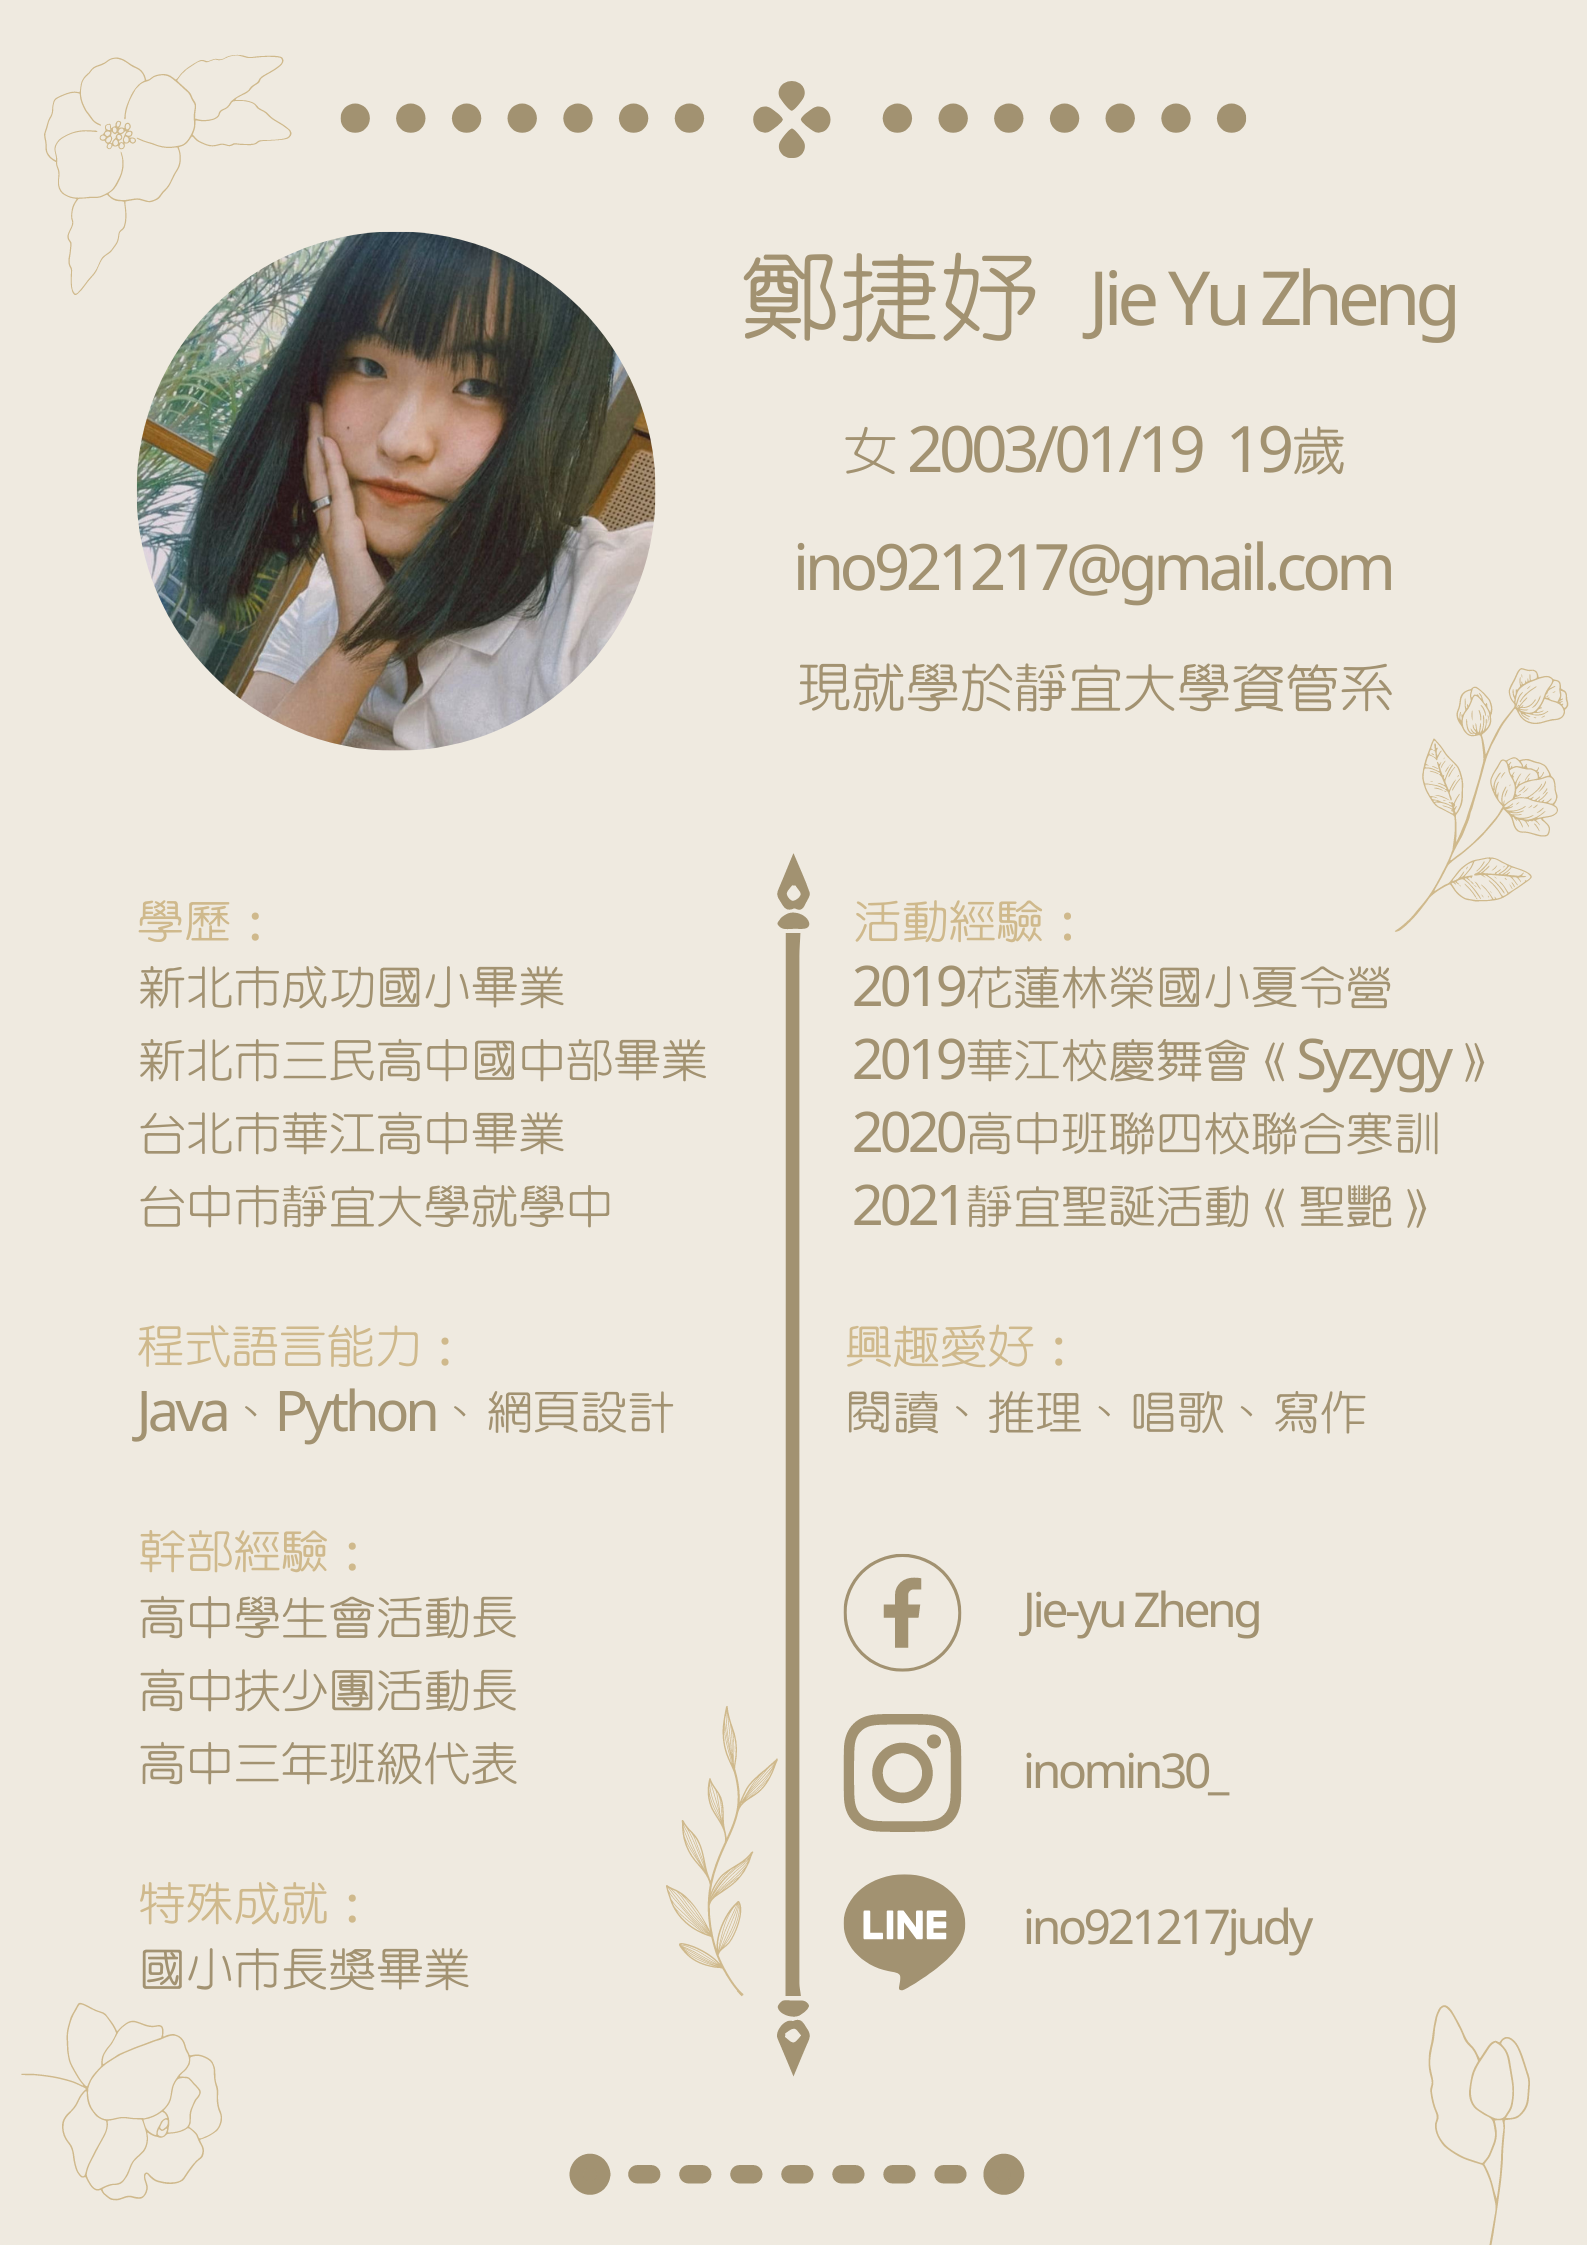 鄭捷妤 Jie Yu Zheng
女 2003/01/19 19歲
ino921217@gmail.com
現就學於靜宜大學資管系
學歷：
新北市成功國小畢業
新北市三民高中國中部畢業
台北市華江高中畢業
台中市靜宜大學就學中
程式語言能力：
Java、Python、網頁設計
幹部經驗：
高中學生會活動長
高中扶少團活動長
高中三年班級代表
特殊成就：
國小市長獎畢業
活動經驗：
2019花蓮林榮國小夏令營
2019華江校慶舞會《Syzygy》
2020高中班聯四校聯合寒訓
2021靜宜聖誕活動《聖艷》
興趣愛好：
閱讀、推理、唱歌、寫作
Jie-yu Zheng
inomin30_
LINE ino921217judy